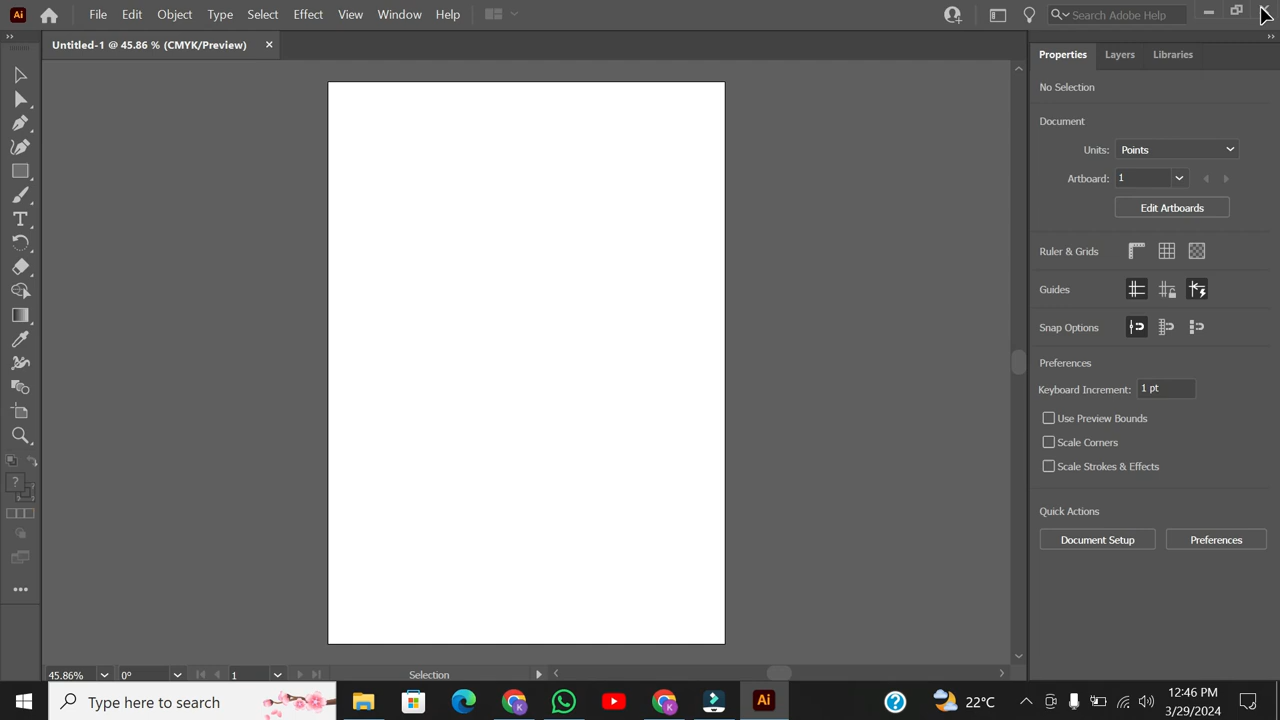 Ai File Edit Object Type Select Effect View Window Help Search Adobe Help
Untitled-1 @ 45.86 % (CMYK/Preview) ×
Properties Layers Libraries
No Selection
Document
Units: Points
Artboard: 1
Edit Artboards
Ruler & Grids
Guides
Snap Options
Preferences
Keyboard Increment: 1 pt
Use Preview Bounds
Scale Corners
Scale Strokes & Effects
Quick Actions
Document Setup Preferences
45.86% 0° 1 Selection
Type here to search Ai 22°C 12:46 PM
3/29/2024